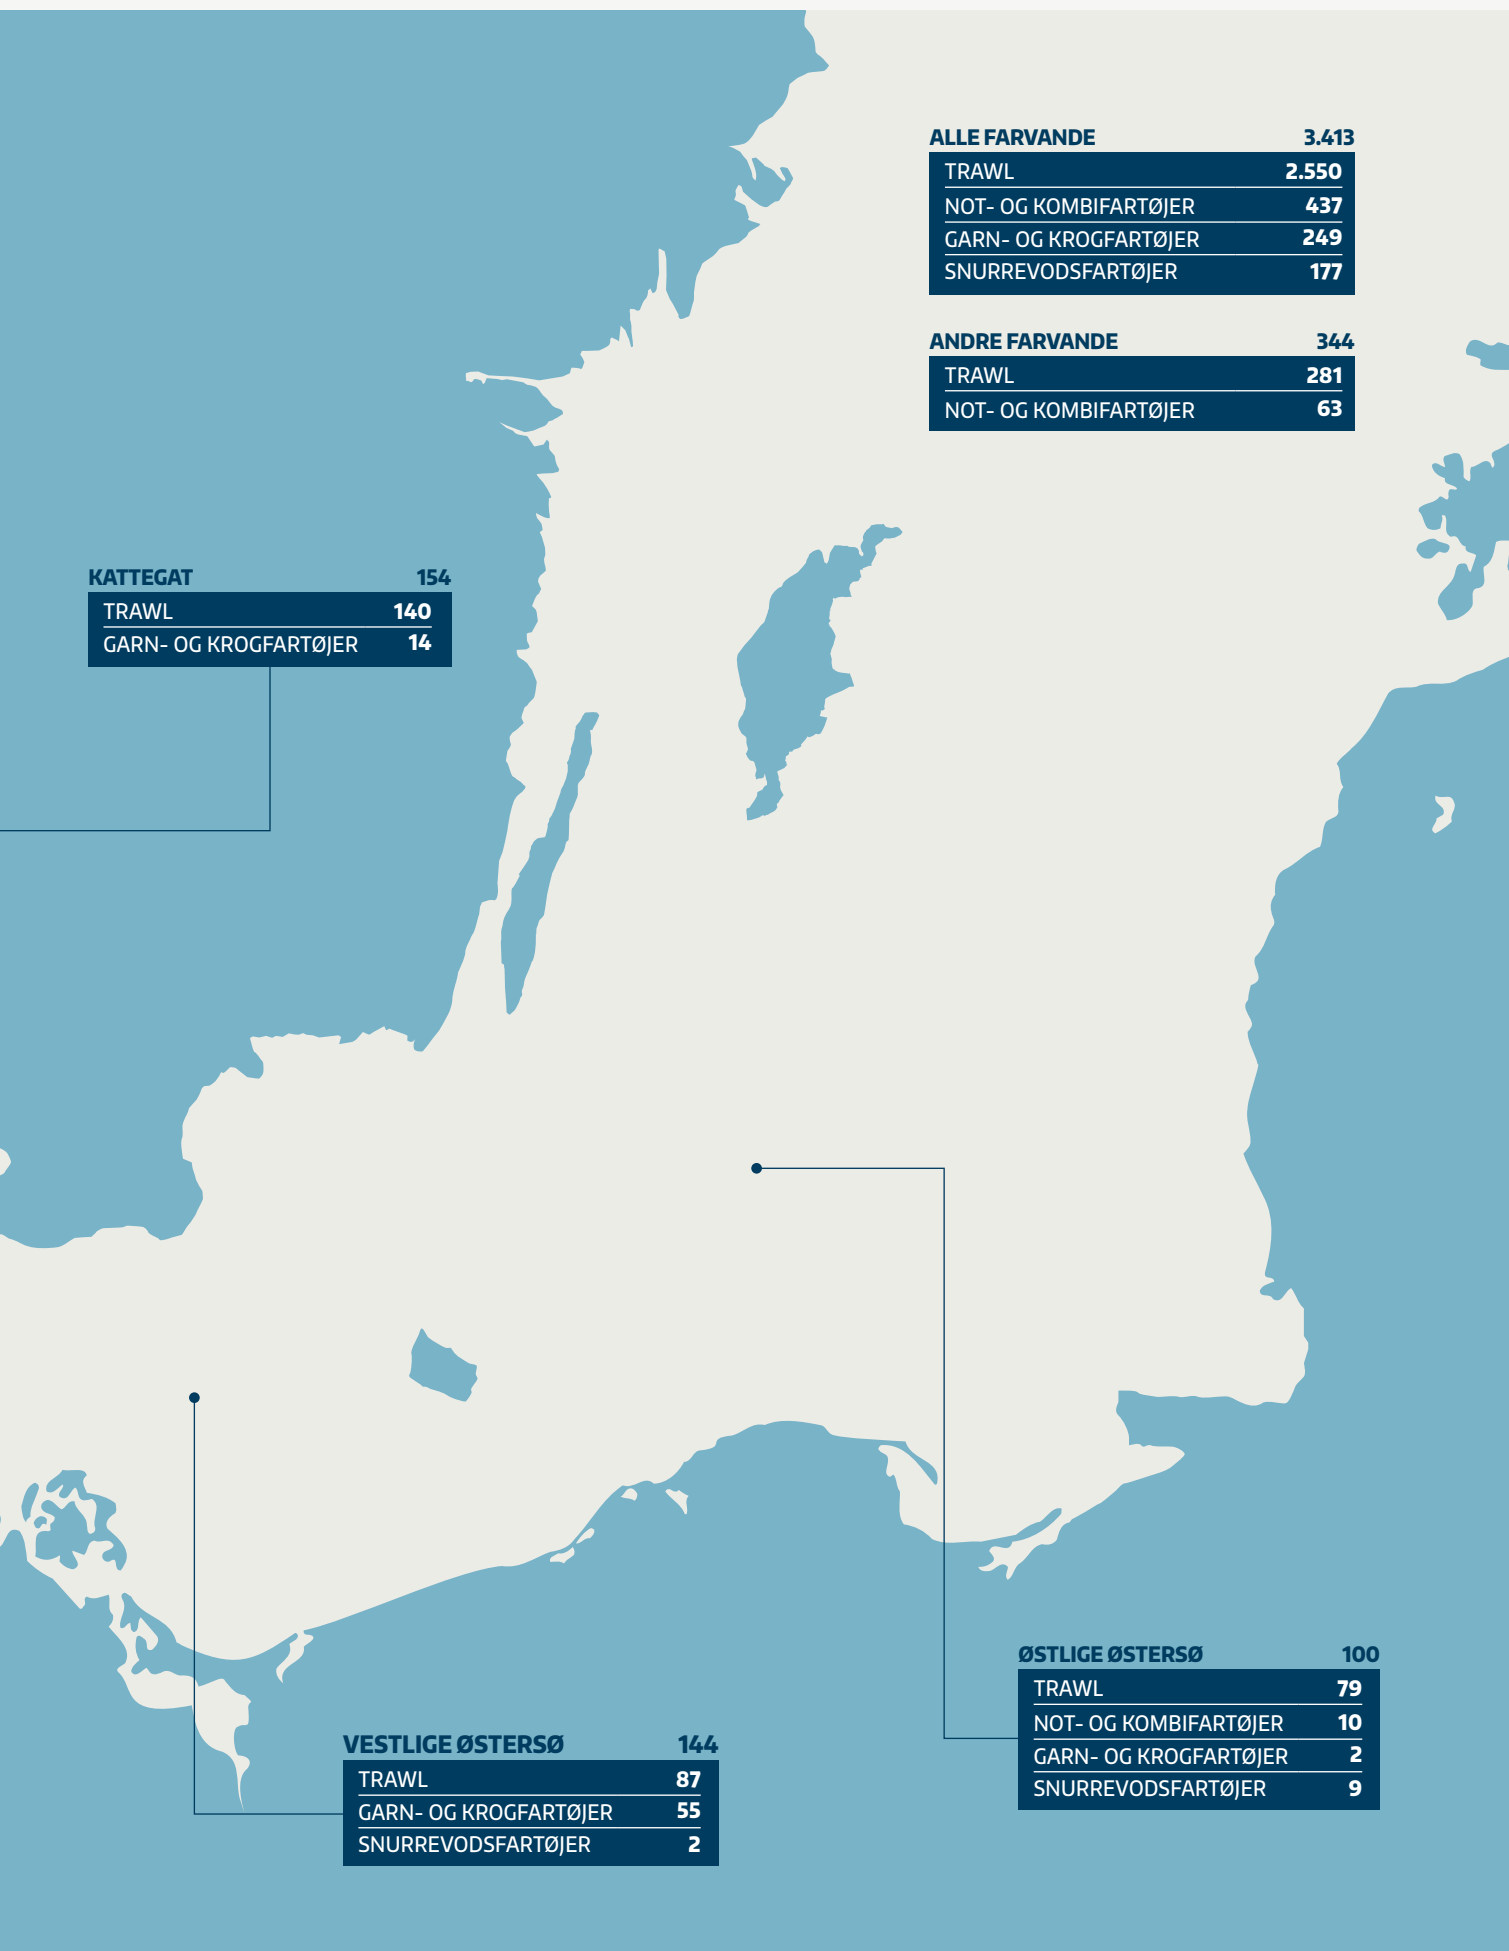 ALLE FARVANDE 3.413
TRAWL 2.550
NOT- OG KOMBIFARTØJER 437
GARN- OG KROGFARTØJER 249
SNURREVODSFARTØJER 177
ANDRE FARVANDE 344
TRAWL 281
NOT- OG KOMBIFARTØJER 63
KATTEGAT 154
TRAWL 140
GARN- OG KROGFARTØJER 14
ØSTLIGE ØSTERSØ 100
TRAWL 79
NOT- OG KOMBIFARTØJER 10
GARN- OG KROGFARTØJER 2
SNURREVODSFARTØJER 9
VESTLIGE ØSTERSØ 144
TRAWL 87
GARN- OG KROGFARTØJER 55
SNURREVODSFARTØJER 2